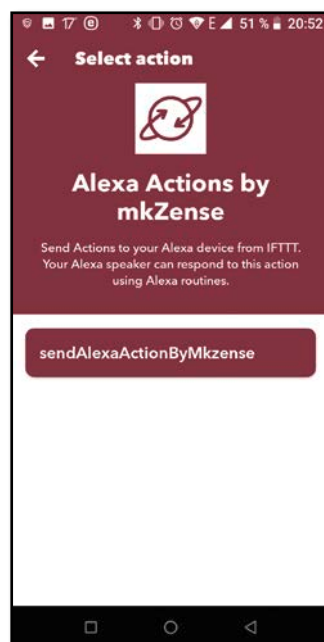 17 e E 51 % 20:52
Select action
Alexa Actions by
mkZense
Send Actions to your Alexa device from IFTTT.
Your Alexa speaker can respond to this action
using Alexa routines.
sendAlexaActionByMkzense